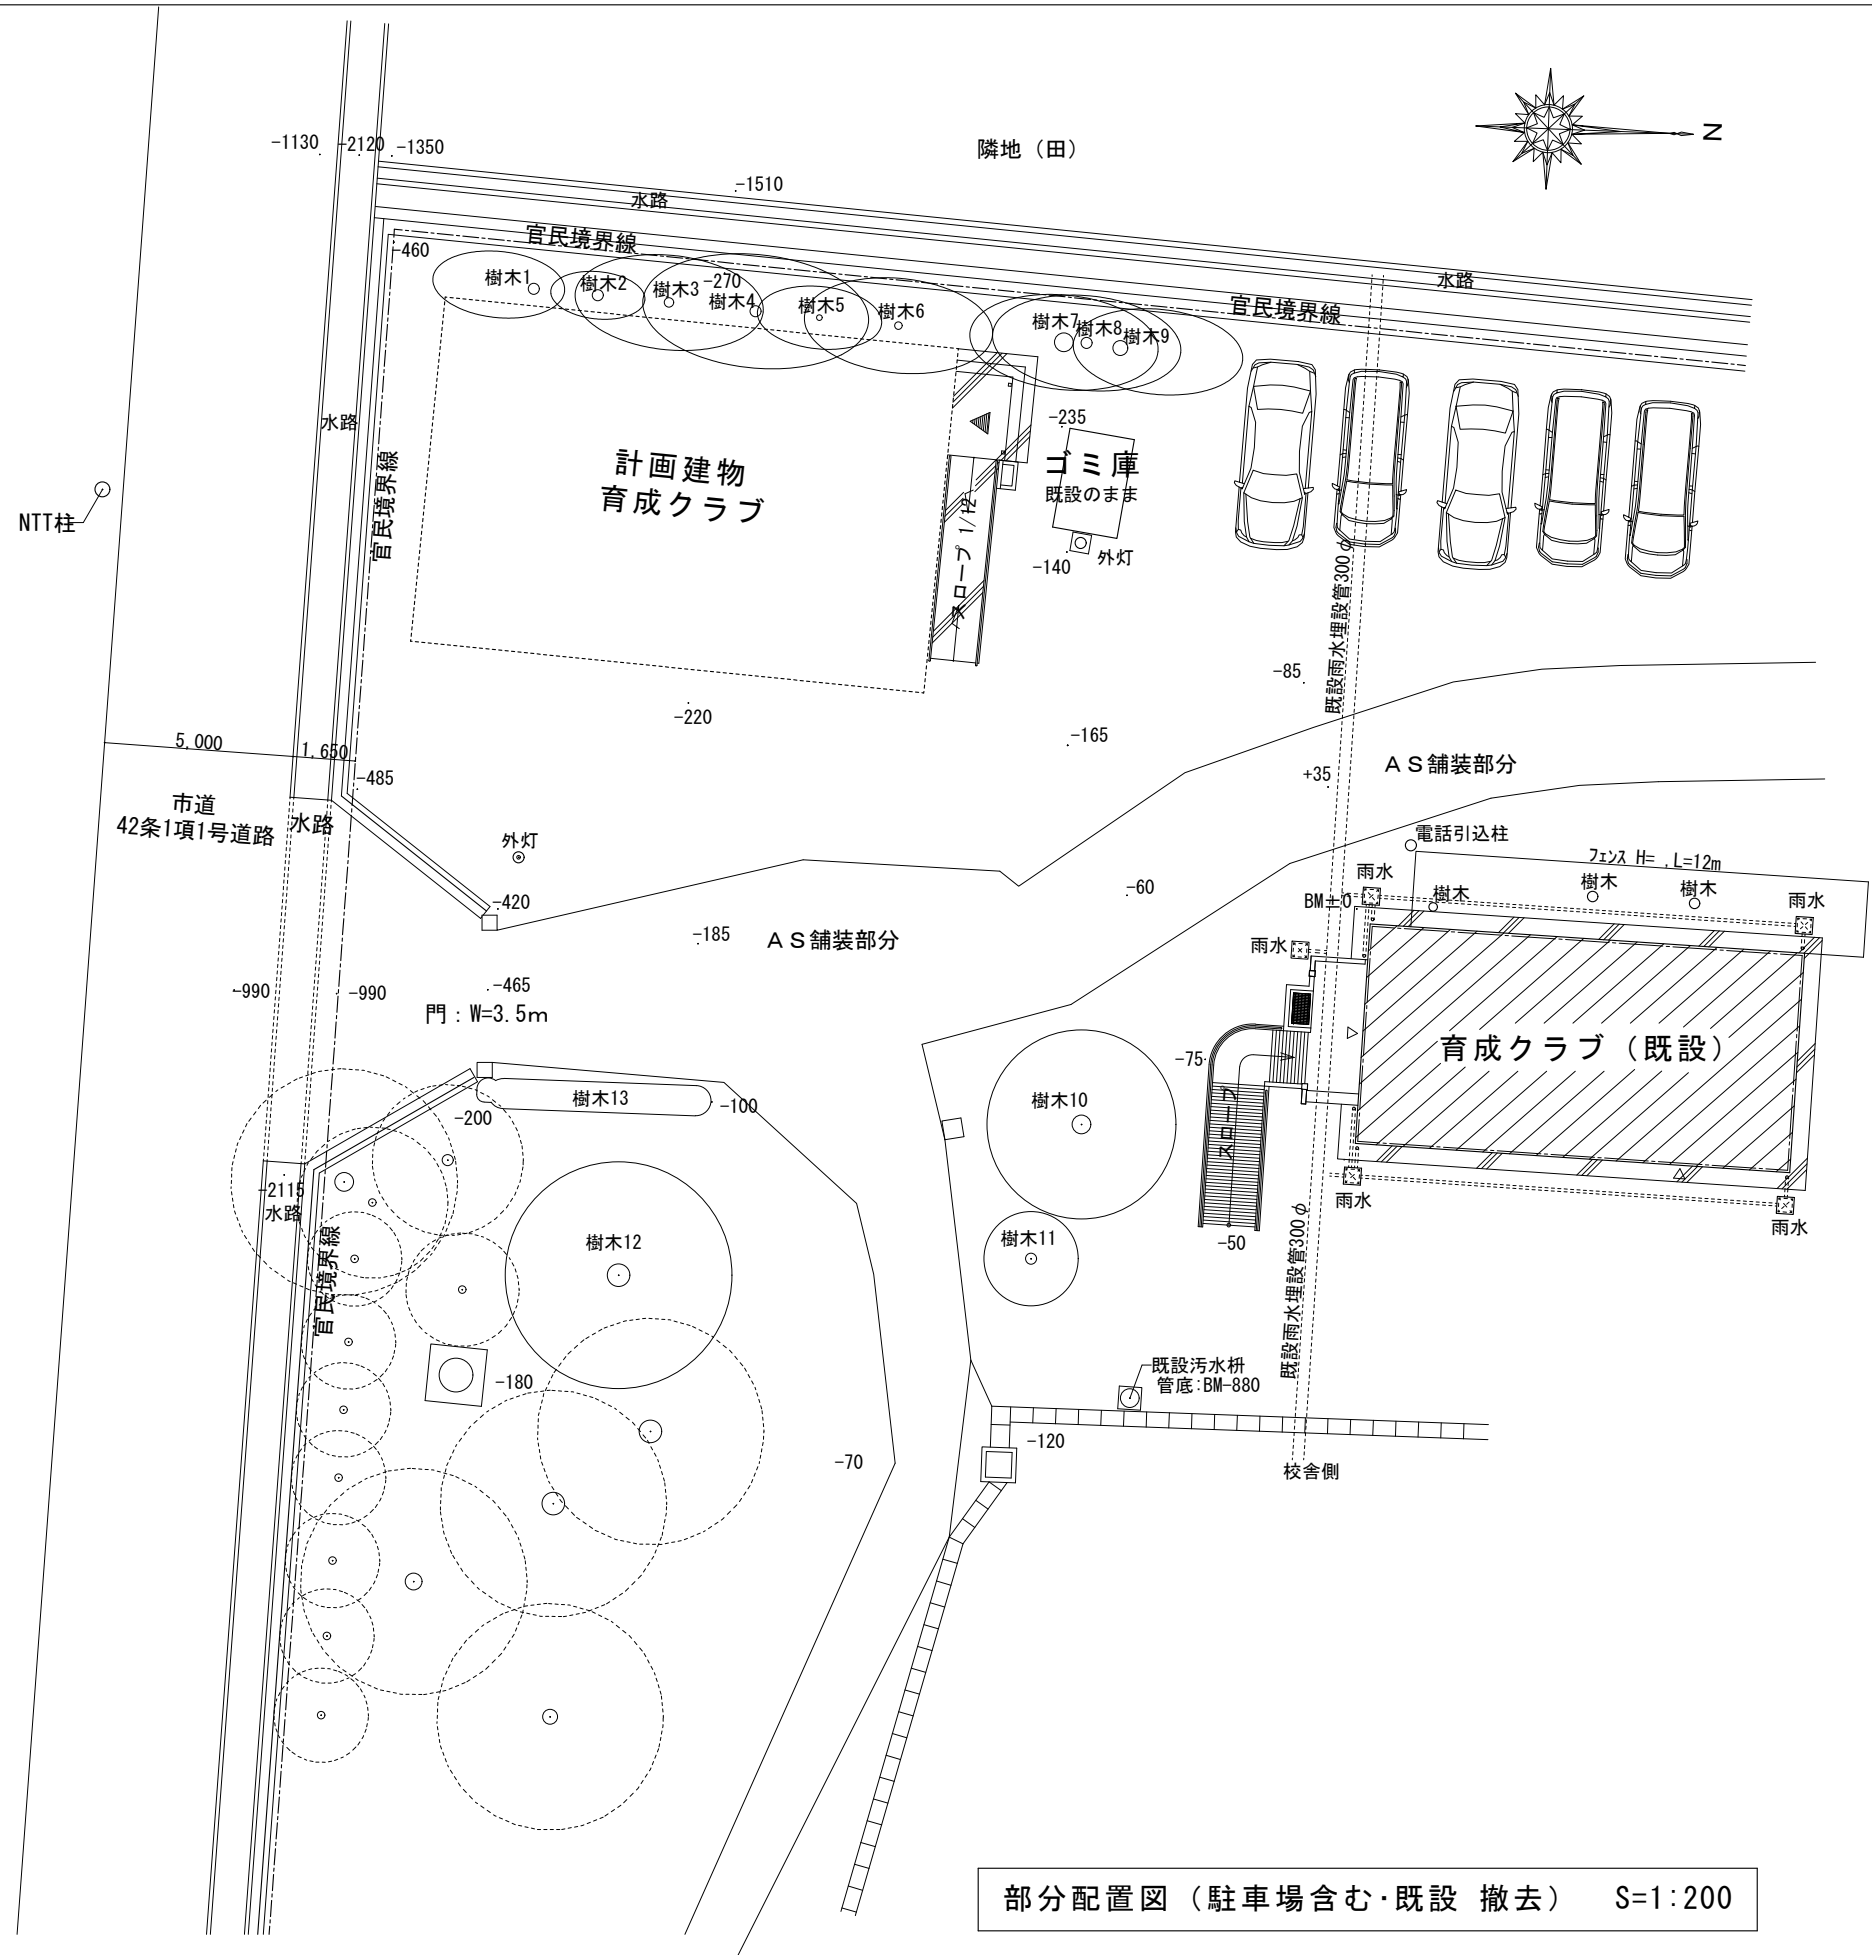 -1130
-2120
-1350
隣地（田）
N
-1510
水路
官民境界線
-460
水路
官民境界線
樹木1
樹木2
樹木3
-270
樹木4
樹木5
樹木6
樹木7
樹木8
樹木9
水路
官民境界線
NTT柱
計画建物
育成クラブ
スロープ 1/12
-235
ゴミ庫
既設のまま
-140
外灯
既設雨水埋設管300φ
-85
-220
-165
5,000
1,650
-485
+35
AS舗装部分
市道
42条1項1号道路
水路
外灯
-420
-60
電話引込柱
フェンス H= ,L=12m
雨水
BM±0
樹木
樹木
樹木
雨水
-185
AS舗装部分
雨水
-990
-990
-465
門：W=3.5m
-75
育成クラブ（既設）
スロープ
樹木13
-200
-100
樹木10
-2115
水路
官民境界線
樹木12
樹木11
-50
雨水
雨水
既設雨水埋設管300φ
-180
既設汚水枡
管底:BM-880
-120
-70
校舎側
部分配置図（駐車場含む・既設 撤去） S=1:200